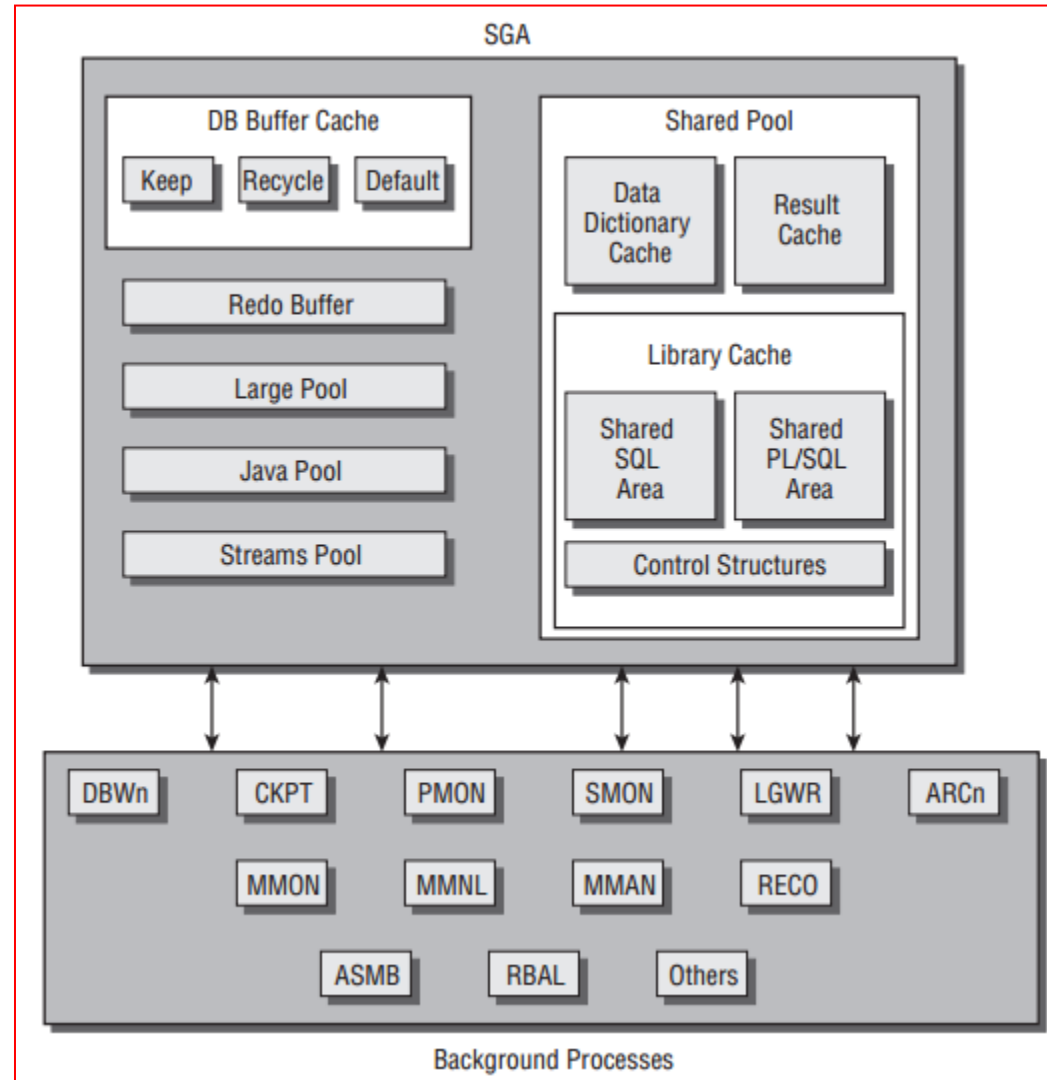 SGA
DB Buffer Cache
Keep
Recycle
Default
Redo Buffer
Large Pool
Java Pool
Streams Pool
Shared Pool
Data
Dictionary
Cache
Result
Cache
Library Cache
Shared
SQL
Area
Shared
PL/SQL
Area
Control Structures
DBWn
CKPT
PMON
SMON
LGWR
ARCn
MMON
MMNL
MMAN
RECO
ASMB
RBAL
Others
Background Processes